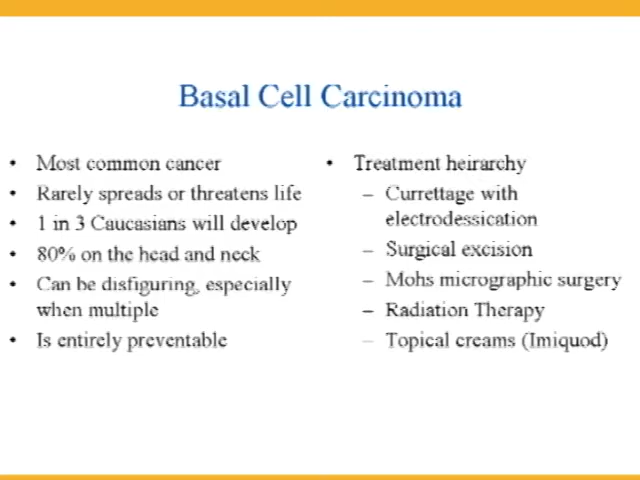 Basal Cell Carcinoma
• Most common cancer
• Rarely spreads or threatens life
• 1 in 3 Caucasians will develop
• 80% on the head and neck
• Can be disfiguring, especially
when multiple
• Is entirely preventable
• Treatment heirarchy
– Currettage with
electrodessication
– Surgical excision
– Mohs micrographic surgery
– Radiation Therapy
– Topical creams (Imiquod)